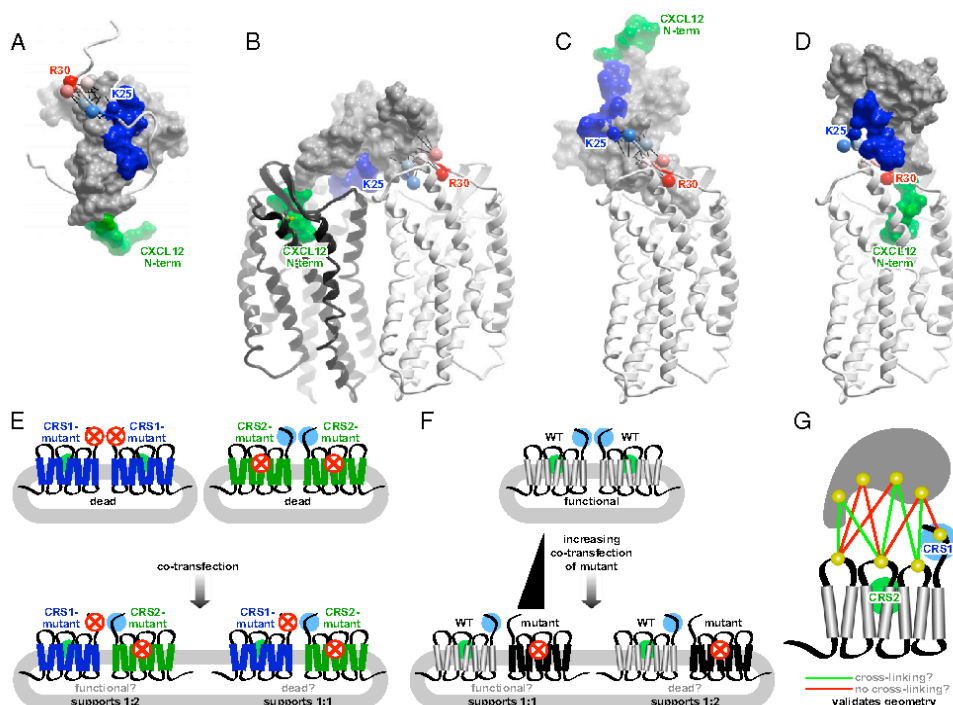 A
R30
K25
CXCL12
N-term
B
K25
R30
CXCL12
N-term
C
CXCL12
N-term
K25
R30
D
K25
R30
CXCL12
N-term
E
CRS1-
mutant
CRS1-
mutant
dead
CRS2-
mutant
CRS2-
mutant
dead
co-transfection
CRS1-
mutant
CRS2-
mutant
functional?
supports 1:2
CRS1-
mutant
CRS2-
mutant
dead?
supports 1:1
F
WT
WT
functional
increasing
co-transfection
of mutant
WT
mutant
functional?
supports 1:1
WT
mutant
dead?
supports 1:2
G
CRS1
CRS2
cross-linking?
no cross-linking?
validates geometry